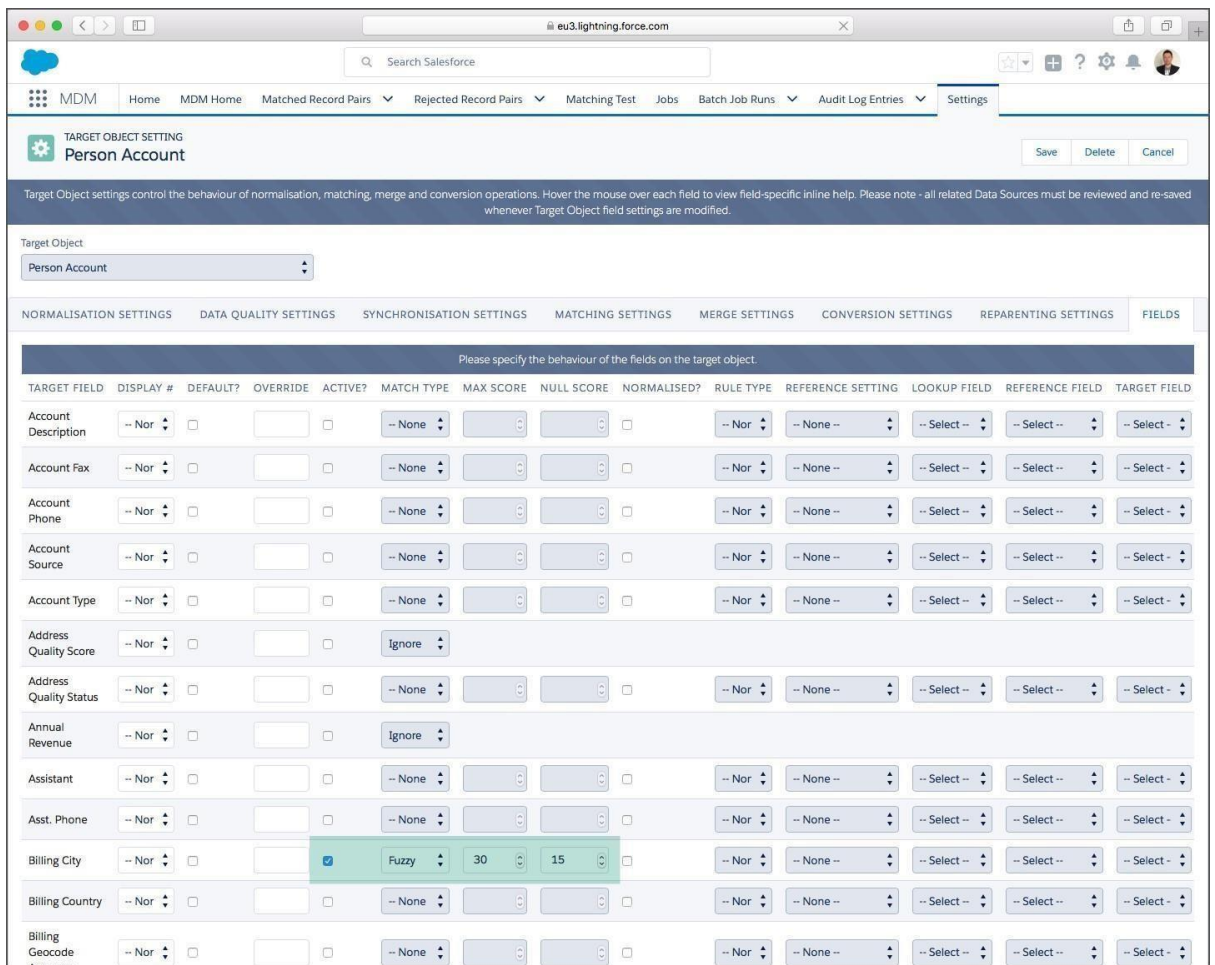 eu3.lightning.force.com
Search Salesforce
MDM Home MDM Home Matched Record Pairs Rejected Record Pairs Matching Test Jobs Batch Job Runs Audit Log Entries Settings
TARGET OBJECT SETTING
Person Account
Save Delete Cancel
Target Object settings control the behaviour of normalisation, matching, merge and conversion operations. Hover the mouse over each field to view field-specific inline help. Please note - all related Data Sources must be reviewed and re-saved
whenever Target Object field settings are modified.
Target Object
Person Account
NORMALISATION SETTINGS DATA QUALITY SETTINGS SYNCHRONISATION SETTINGS MATCHING SETTINGS MERGE SETTINGS CONVERSION SETTINGS REPARENTING SETTINGS FIELDS
Please specify the behaviour of the fields on the target object.
TARGET FIELD DISPLAY # DEFAULT? OVERRIDE ACTIVE? MATCH TYPE MAX SCORE NULL SCORE NORMALISED? RULE TYPE REFERENCE SETTING LOOKUP FIELD REFERENCE FIELD TARGET FIELD
Account
Description -- Nor -- None -- Nor -- None -- -- Select -- -- Select -- -- Select -
Account Fax -- Nor -- None -- Nor -- None -- -- Select -- -- Select -- -- Select -
Account
Phone -- Nor -- None -- Nor -- None -- -- Select -- -- Select -- -- Select -
Account
Source -- Nor -- None -- Nor -- None -- -- Select -- -- Select -- -- Select -
Account Type -- Nor -- None -- Nor -- None -- -- Select -- -- Select -- -- Select -
Address
Quality Score -- Nor Ignore
Address
Quality Status -- Nor -- None -- Nor -- None -- -- Select -- -- Select -- -- Select -
Annual
Revenue -- Nor Ignore
Assistant -- Nor -- None -- Nor -- None -- -- Select -- -- Select -- -- Select -
Asst. Phone -- Nor -- None -- Nor -- None -- -- Select -- -- Select -- -- Select -
Billing City -- Nor Fuzzy 30 15 -- Nor -- None -- -- Select -- -- Select -- -- Select -
Billing Country -- Nor -- None -- Nor -- None -- -- Select -- -- Select -- -- Select -
Billing
Geocode -- Nor -- None -- Nor -- None -- -- Select -- -- Select -- -- Select -